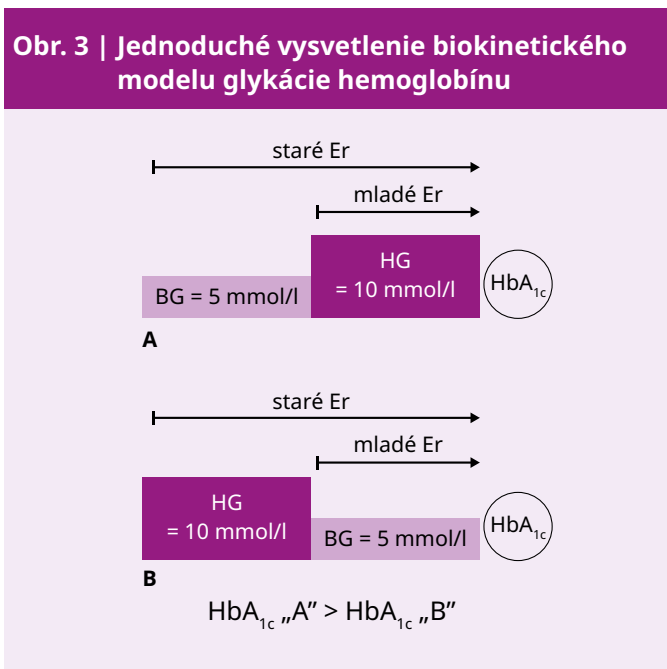 Obr. 3 | Jednoduché vysvetlenie biokinetického
modelu glykácie hemoglobínu
staré Er
mladé Er
HG
= 10 mmol/l
BG = 5 mmol/l
HbA1c
A
staré Er
mladé Er
HG
= 10 mmol/l
BG = 5 mmol/l
HbA1c
B
HbA1c „A” > HbA1c „B”